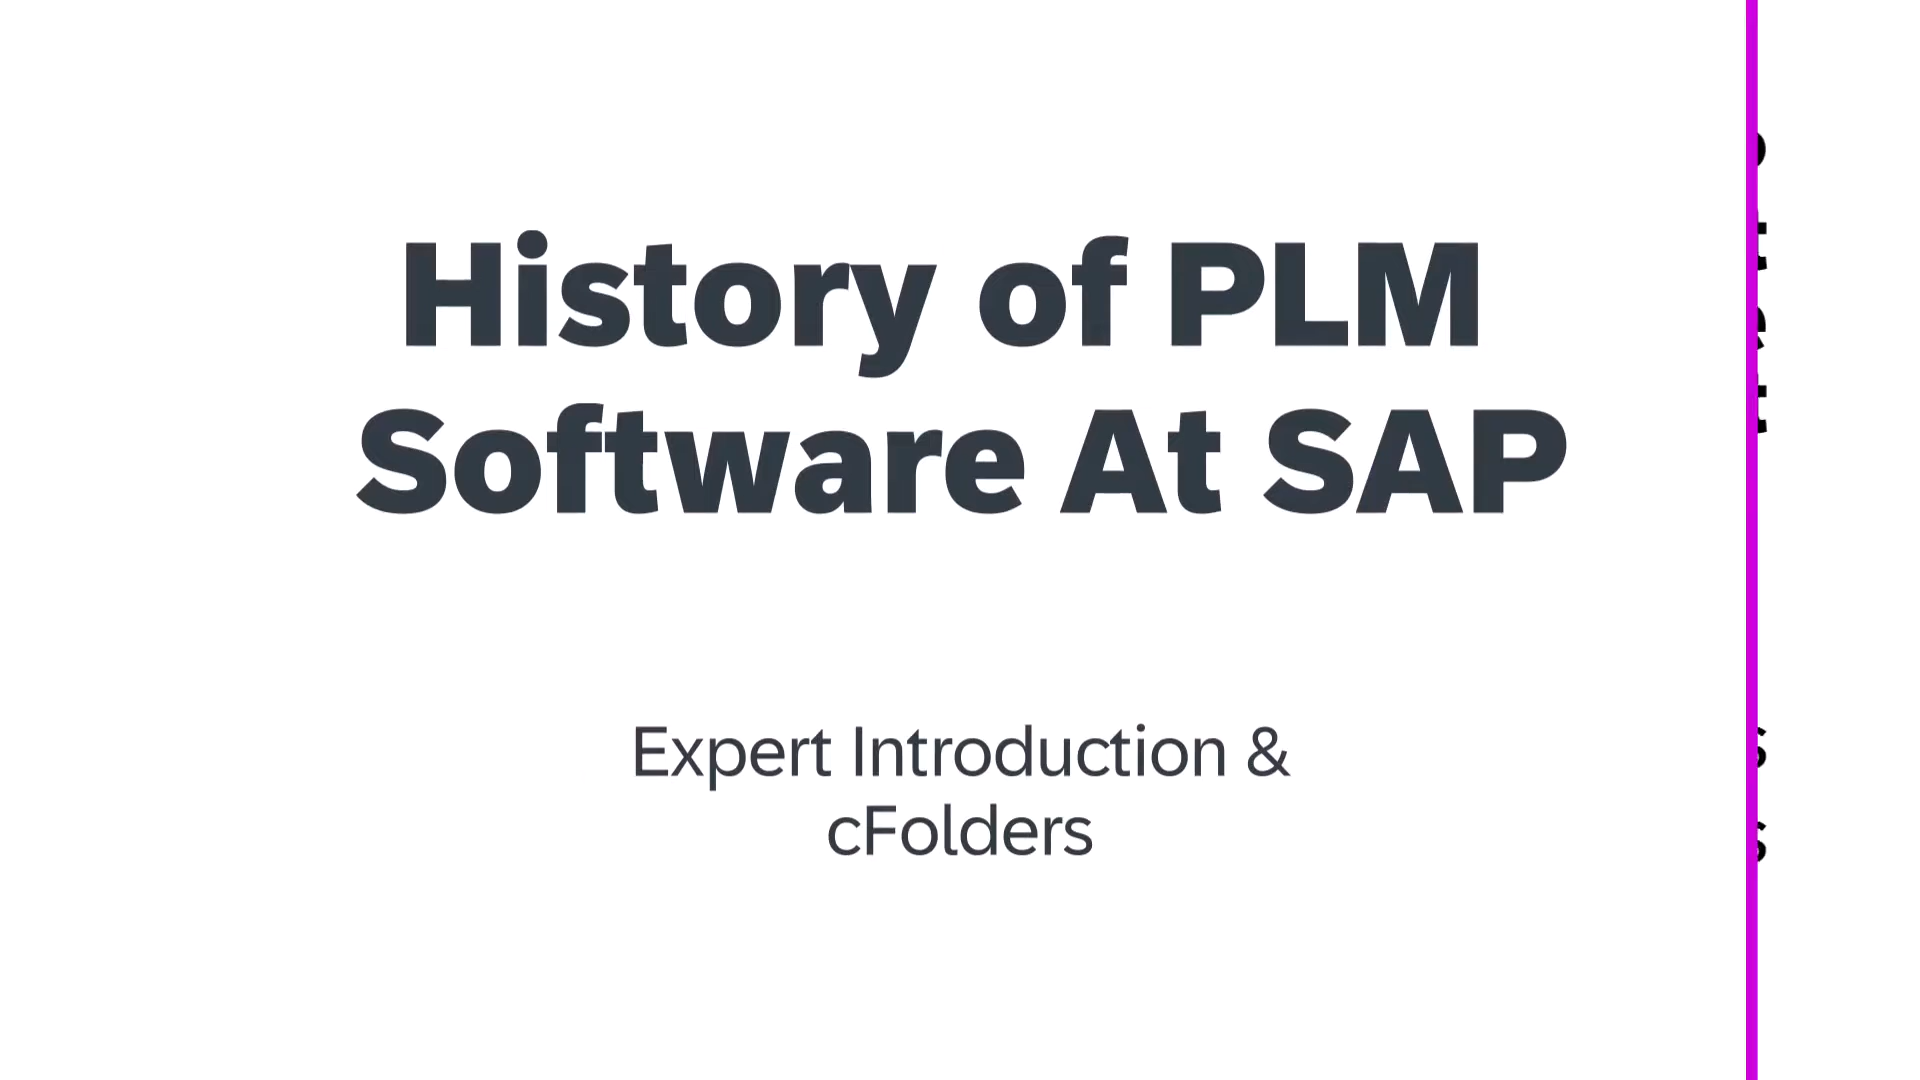 History of PLM
Software At SAP
Expert Introduction &
cFolders